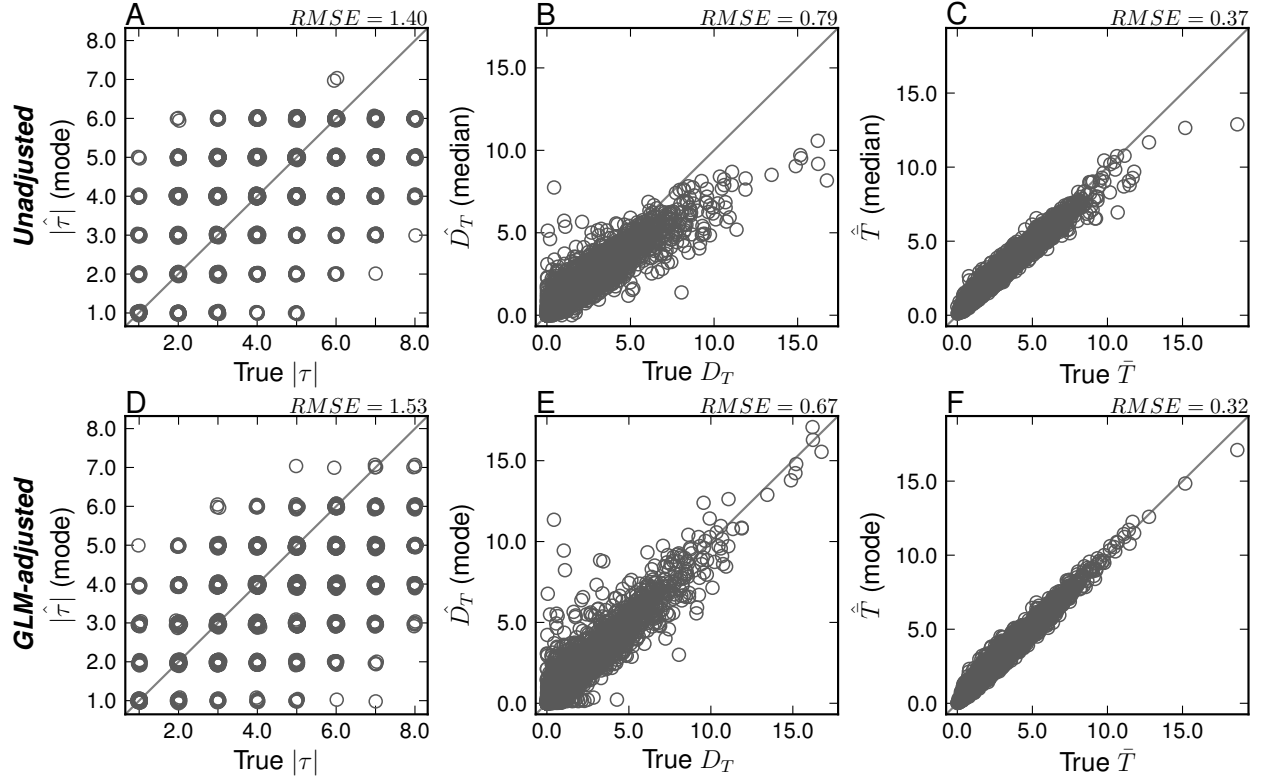 A
RMSE = 1.40
B
RMSE = 0.79
C
RMSE = 0.37
Unadjusted
|τ̂| (mode)
8.0
7.0
6.0
5.0
4.0
3.0
2.0
1.0
2.0 4.0 6.0 8.0
True |τ|
D̂_T (median)
15.0
10.0
5.0
0.0
0.0 5.0 10.0 15.0
True D_T
T̄̂ (median)
15.0
10.0
5.0
0.0
0.0 5.0 10.0 15.0
True T̄
D
RMSE = 1.53
E
RMSE = 0.67
F
RMSE = 0.32
GLM-adjusted
|τ̂| (mode)
8.0
7.0
6.0
5.0
4.0
3.0
2.0
1.0
2.0 4.0 6.0 8.0
True |τ|
D̂_T (mode)
15.0
10.0
5.0
0.0
0.0 5.0 10.0 15.0
True D_T
T̄̂ (mode)
15.0
10.0
5.0
0.0
0.0 5.0 10.0 15.0
True T̄